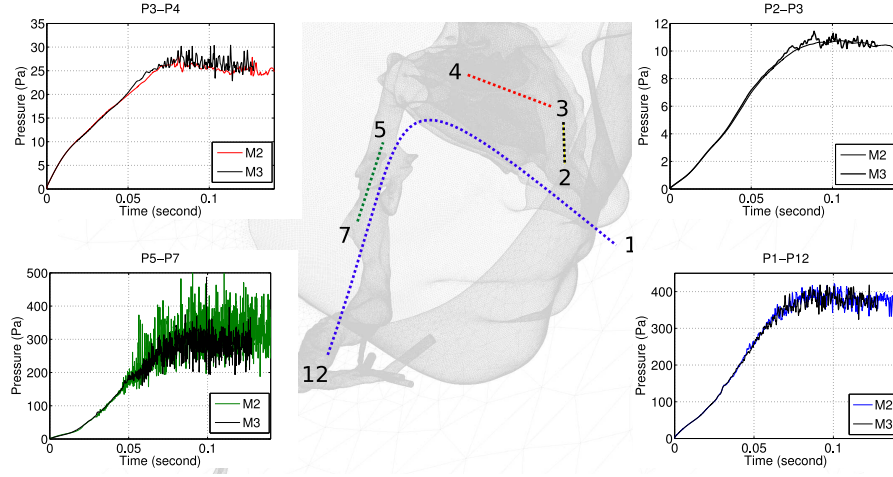 P3−P4
35
30
25
20
15
10
5
0
Pressure (Pa)
0
0.05
0.1
Time (second)
M2
M3
P2−P3
12
10
8
6
4
2
0
Pressure (Pa)
0
0.05
0.1
Time (second)
M2
M3
4
3
5
2
7
1
12
P5−P7
500
400
300
200
100
0
Pressure (Pa)
0
0.05
0.1
Time (second)
M2
M3
P1−P12
400
300
200
100
0
Pressure (Pa)
0
0.05
0.1
Time (second)
M2
M3